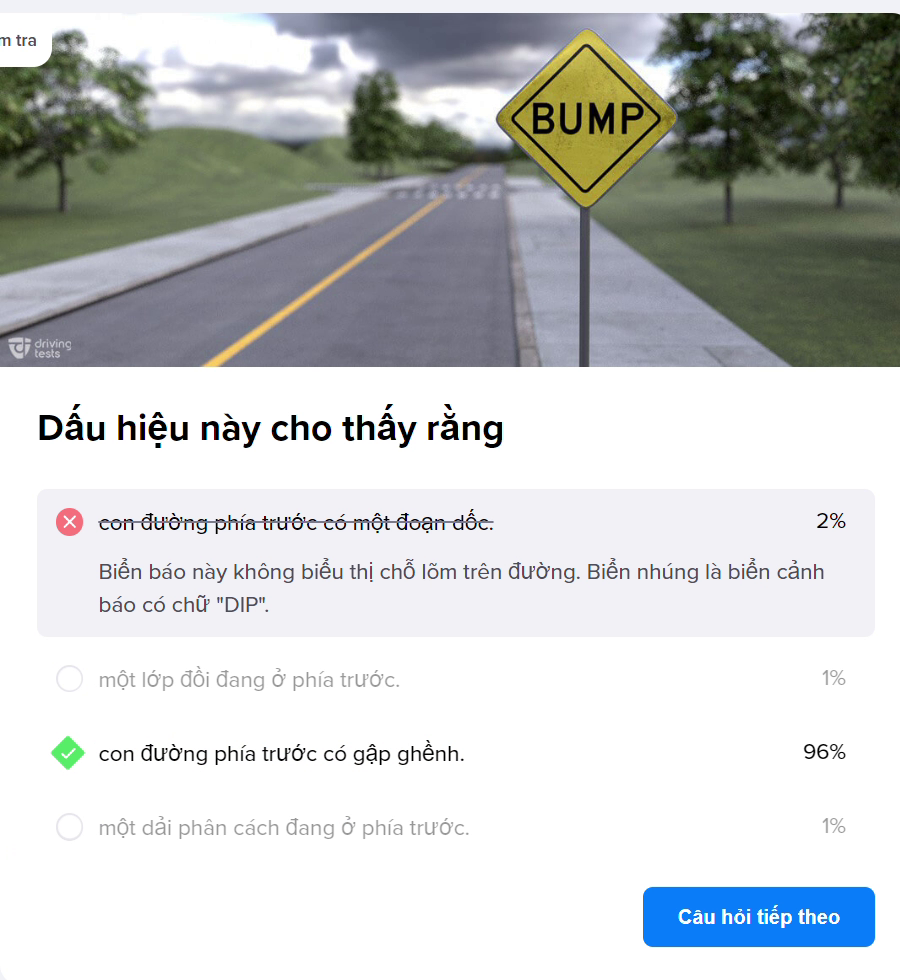 m tra
BUMP
driving
tests
Dấu hiệu này cho thấy rằng
con đường phía trước có một đoạn dốc.
2%
Biển báo này không biểu thị chỗ lõm trên đường. Biển nhúng là biển cảnh
báo có chữ "DIP".
một lớp đồi đang ở phía trước.
1%
con đường phía trước có gập ghềnh.
96%
một dải phân cách đang ở phía trước.
1%
Câu hỏi tiếp theo